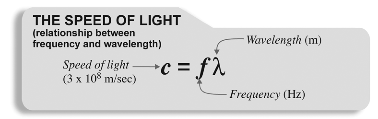 THE SPEED OF LIGHT
(relationship between
frequency and wavelength)
Wavelength (m)
Speed of light
(3 x 10⁸ m/sec)
c = fλ
Frequency (Hz)